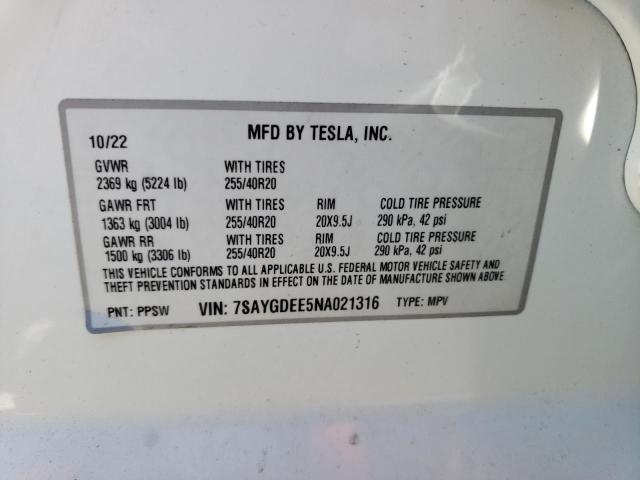 MFD BY TESLA, INC.
10/22
GVWR WITH TIRES
2369 kg (5224 lb) 255/40R20
GAWR FRT WITH TIRES RIM COLD TIRE PRESSURE
1363 kg (3004 lb) 255/40R20 20X9.5J 290 kPa, 42 psi
GAWR RR WITH TIRES RIM COLD TIRE PRESSURE
1500 kg (3306 lb) 255/40R20 20X9.5J 290 kPa, 42 psi
THIS VEHICLE CONFORMS TO ALL APPLICABLE U.S. FEDERAL MOTOR VEHICLE SAFETY AND
THEFT PREVENTION STANDARDS IN EFFECT ON THE DATE OF MANUFACTURE SHOWN ABOVE.
PNT: PPSW VIN: 7SAYGDEE5NA021316 TYPE: MPV